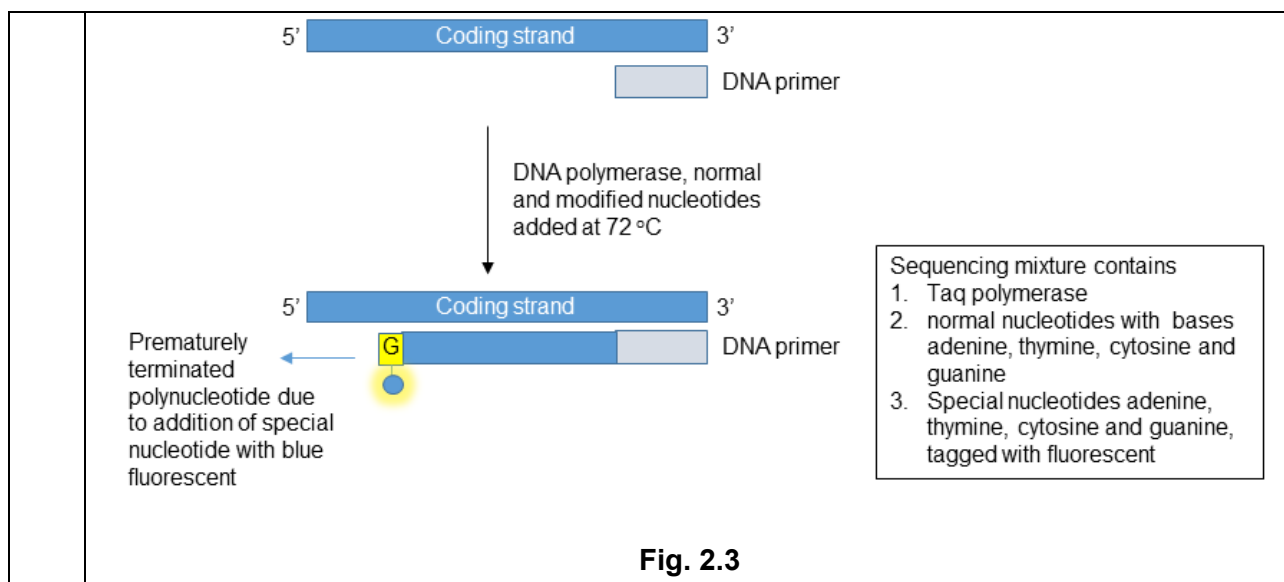 5’ Coding strand 3’
DNA primer
DNA polymerase, normal
and modified nucleotides
added at 72 °C
5’ Coding strand 3’
G DNA primer
Prematurely
terminated
polynucleotide due
to addition of special
nucleotide with blue
fluorescent
Sequencing mixture contains
1. Taq polymerase
2. normal nucleotides with bases
adenine, thymine, cytosine and
guanine
3. Special nucleotides adenine,
thymine, cytosine and guanine,
tagged with fluorescent
Fig. 2.3